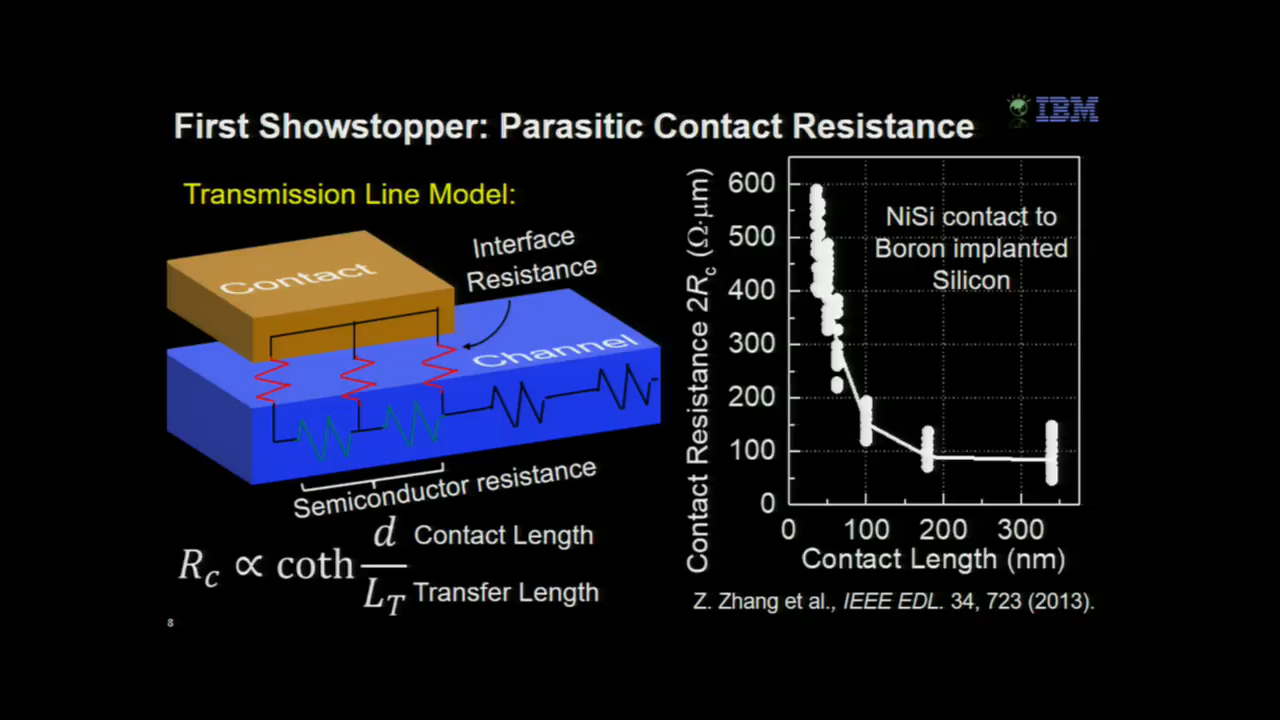 First Showstopper: Parasitic Contact Resistance
IBM
Transmission Line Model:
Interface
Resistance
Contact
Channel
Semiconductor resistance
R_c ∝ coth d/L_T
Contact Length
Transfer Length
8
Contact Resistance 2R_c (Ω·μm)
600
500
400
300
200
100
0
NiSi contact to
Boron implanted
Silicon
0 100 200 300
Contact Length (nm)
Z. Zhang et al., IEEE EDL. 34, 723 (2013).